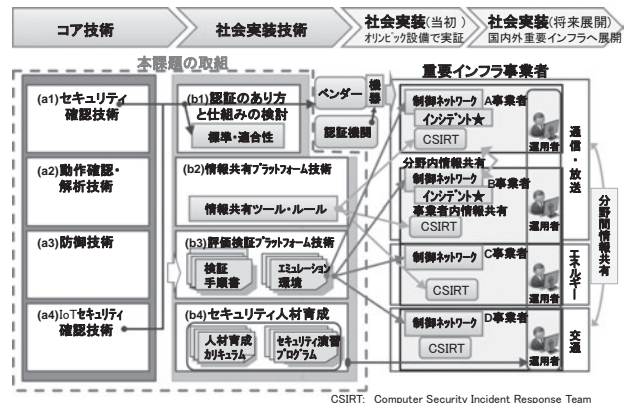 コア技術
社会実装技術
社会実装(当初)
オリンピック設備で実証
社会実装(将来展開)
国内外重要インフラへ展開
本課題の取組
(a1)セキュリティ
確認技術
(a2)動作確認・
解析技術
(a3)防御技術
(a4)IoTセキュリティ
確認技術
(b1)認証のあり方
と仕組みの検討
標準・適合性
(b2)情報共有プラットフォーム技術
情報共有ツール・ルール
(b3)評価検証プラットフォーム技術
検証
手順書
エミュレーション
環境
(b4)セキュリティ人材育成
人材育成
カリキュラム
セキュリティ演習
プログラム
ベンダー
機器
認証機関
重要インフラ事業者
制御ネットワーク
A事業者
インシデント★
CSIRT
運用者
分野内情報共有
制御ネットワーク
B事業者
インシデント★
事業者内情報共有
CSIRT
運用者
制御ネットワーク
C事業者
CSIRT
運用者
制御ネットワーク
D事業者
CSIRT
運用者
通信・放送
エネルギー
交通
分野間情報共有
CSIRT: Computer Security Incident Response Team